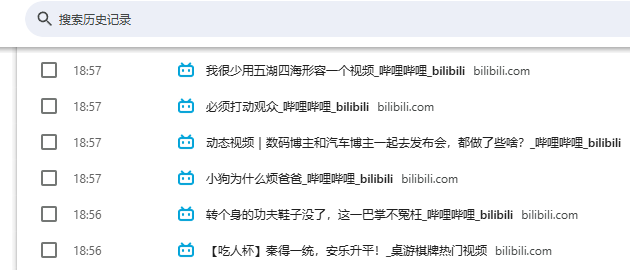 搜索历史记录
18:57 我很少用五湖四海形容一个视频_哔哩哔哩_bilibili bilibili.com
18:57 必须打动观众_哔哩哔哩_bilibili bilibili.com
18:57 动态视频 | 数码博主和汽车博主一起去发布会，都做了些啥？_哔哩哔哩_bilibili
18:57 小狗为什么烦爸爸_哔哩哔哩_bilibili bilibili.com
18:56 转个身的功夫鞋子没了，这一巴掌不冤枉_哔哩哔哩_bilibili bilibili.com
18:56 【吃人杯】秦得一统，安乐升平！_桌游棋牌热门视频 bilibili.com